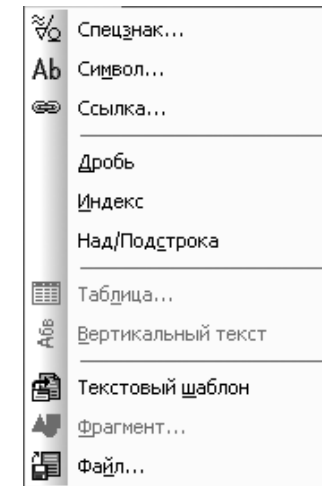 Спецзнак...
Ab Символ...
Ссылка...
Дробь
Индекс
Над/Подстрока
Таблица...
Абв Вертикальный текст
Текстовый шаблон
Фрагмент...
Файл...